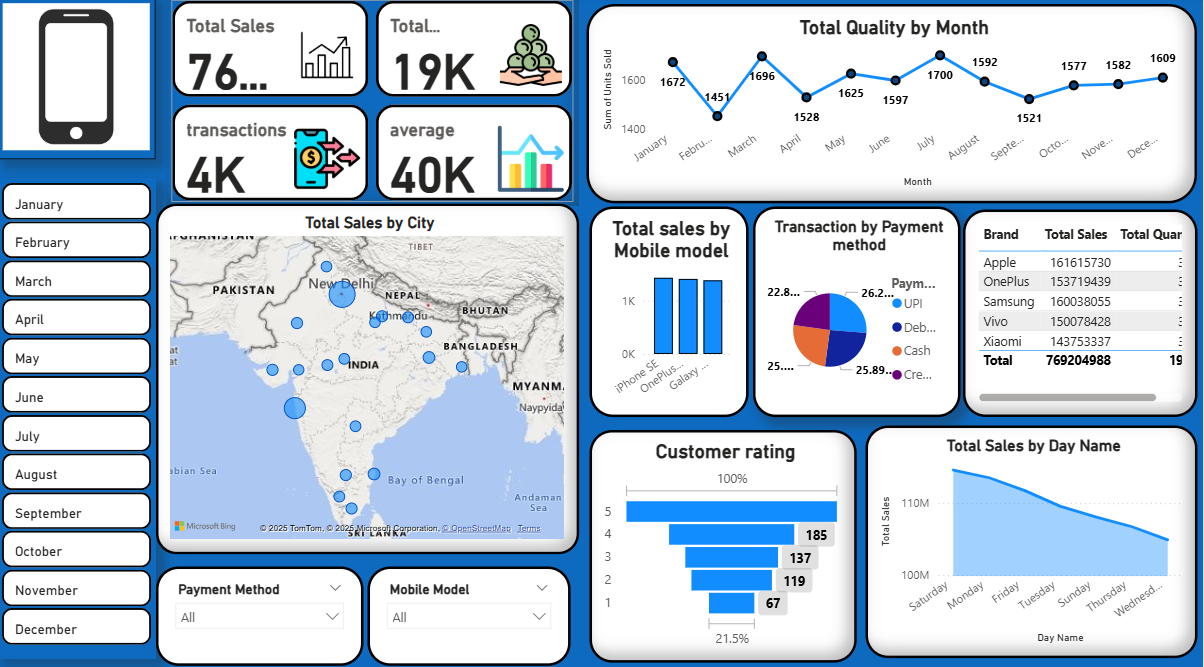 Total Sales
76...
Total...
19K
transactions
4K
average
40K
Total Quality by Month
Sum of Units Sold
1600
1400
1672
1451
1696
1528
1625
1597
1700
1592
1521
1577
1582
1609
January
Febru...
March
April
May
June
July
August
Septe...
Octo...
Nove...
Dece...
Month
January
February
March
April
May
June
July
August
September
October
November
December
Total Sales by City
AFGHANISTAN
TIBET
PAKISTAN
New Delhi
NEPAL
Kathmandu
BHUTAN
BANGLADESH
INDIA
MYANM
Naypyida
at
at
abian Sea
Bay of Bengal
Andaman
Sea
SRI LANKA
Microsoft Bing
© 2025 TomTom, © 2025 Microsoft Corporation, © OpenStreetMap Terms
Total sales by
Mobile model
1K
0K
iPhone SE
OnePlus...
Galaxy ...
Transaction by Payment
method
22.8...
26.2...
25....
25.89...
Paym...
UPI
Deb...
Cash
Cre...
Brand Total Sales Total Quar
Apple 161615730 3
OnePlus 153719439 3
Samsung 160038055 3
Vivo 150078428 3
Xiaomi 143753337 3
Total 769204988 19
Customer rating
100%
5
4 185
3 137
2 119
1 67
21.5%
Total Sales by Day Name
Total Sales
110M
100M
Saturday
Monday
Friday
Tuesday
Sunday
Thursday
Wednesd...
Day Name
Payment Method
All
Mobile Model
All